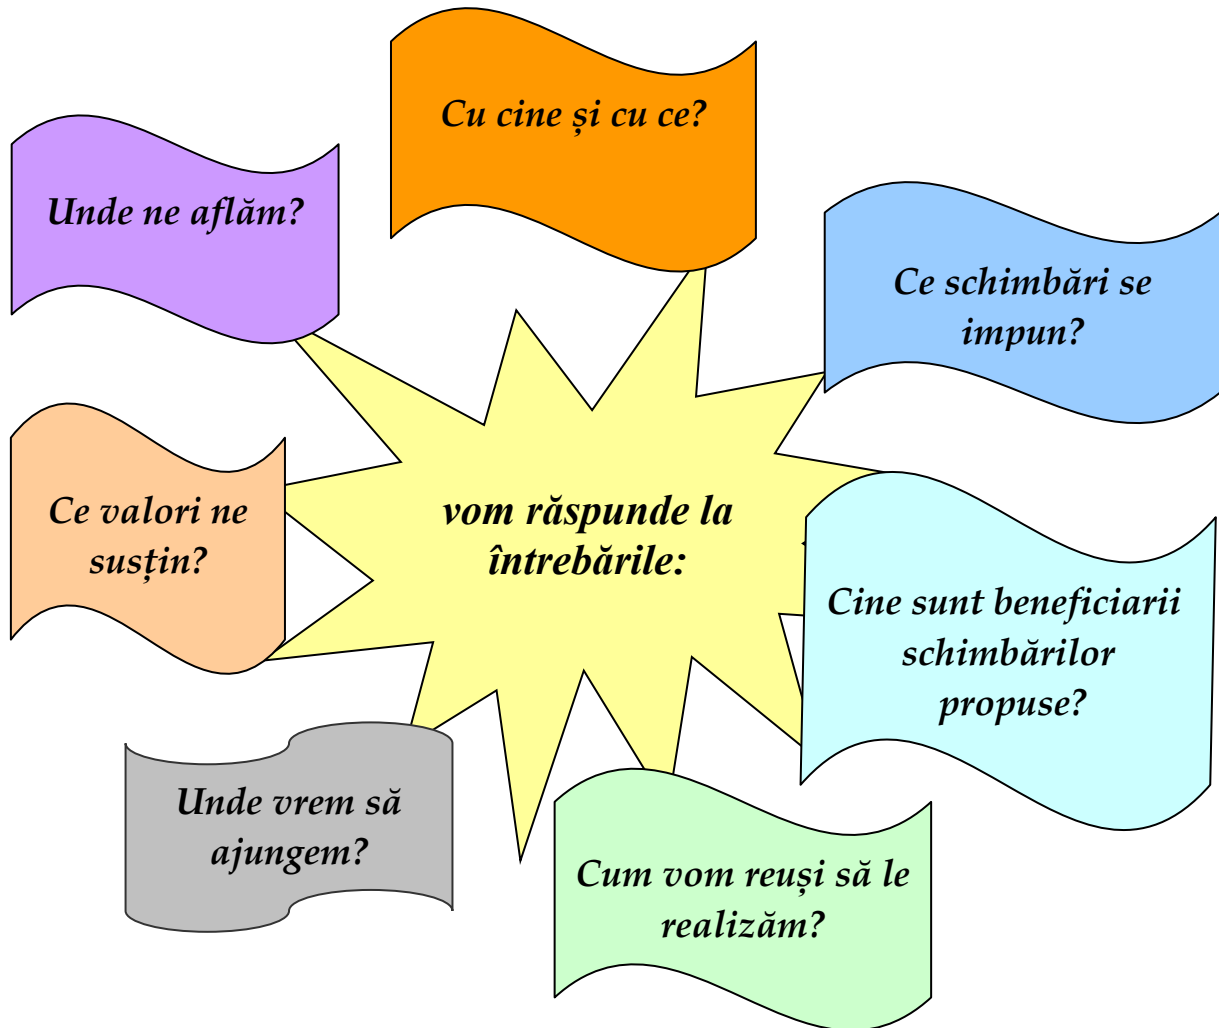 Cu cine și cu ce?
Unde ne aflăm?
Ce schimbări se
impun?
Ce valori ne
susțin?
vom răspunde la
întrebările:
Cine sunt beneficiarii
schimbărilor
propuse?
Unde vrem să
ajungem?
Cum vom reuși să le
realizăm?